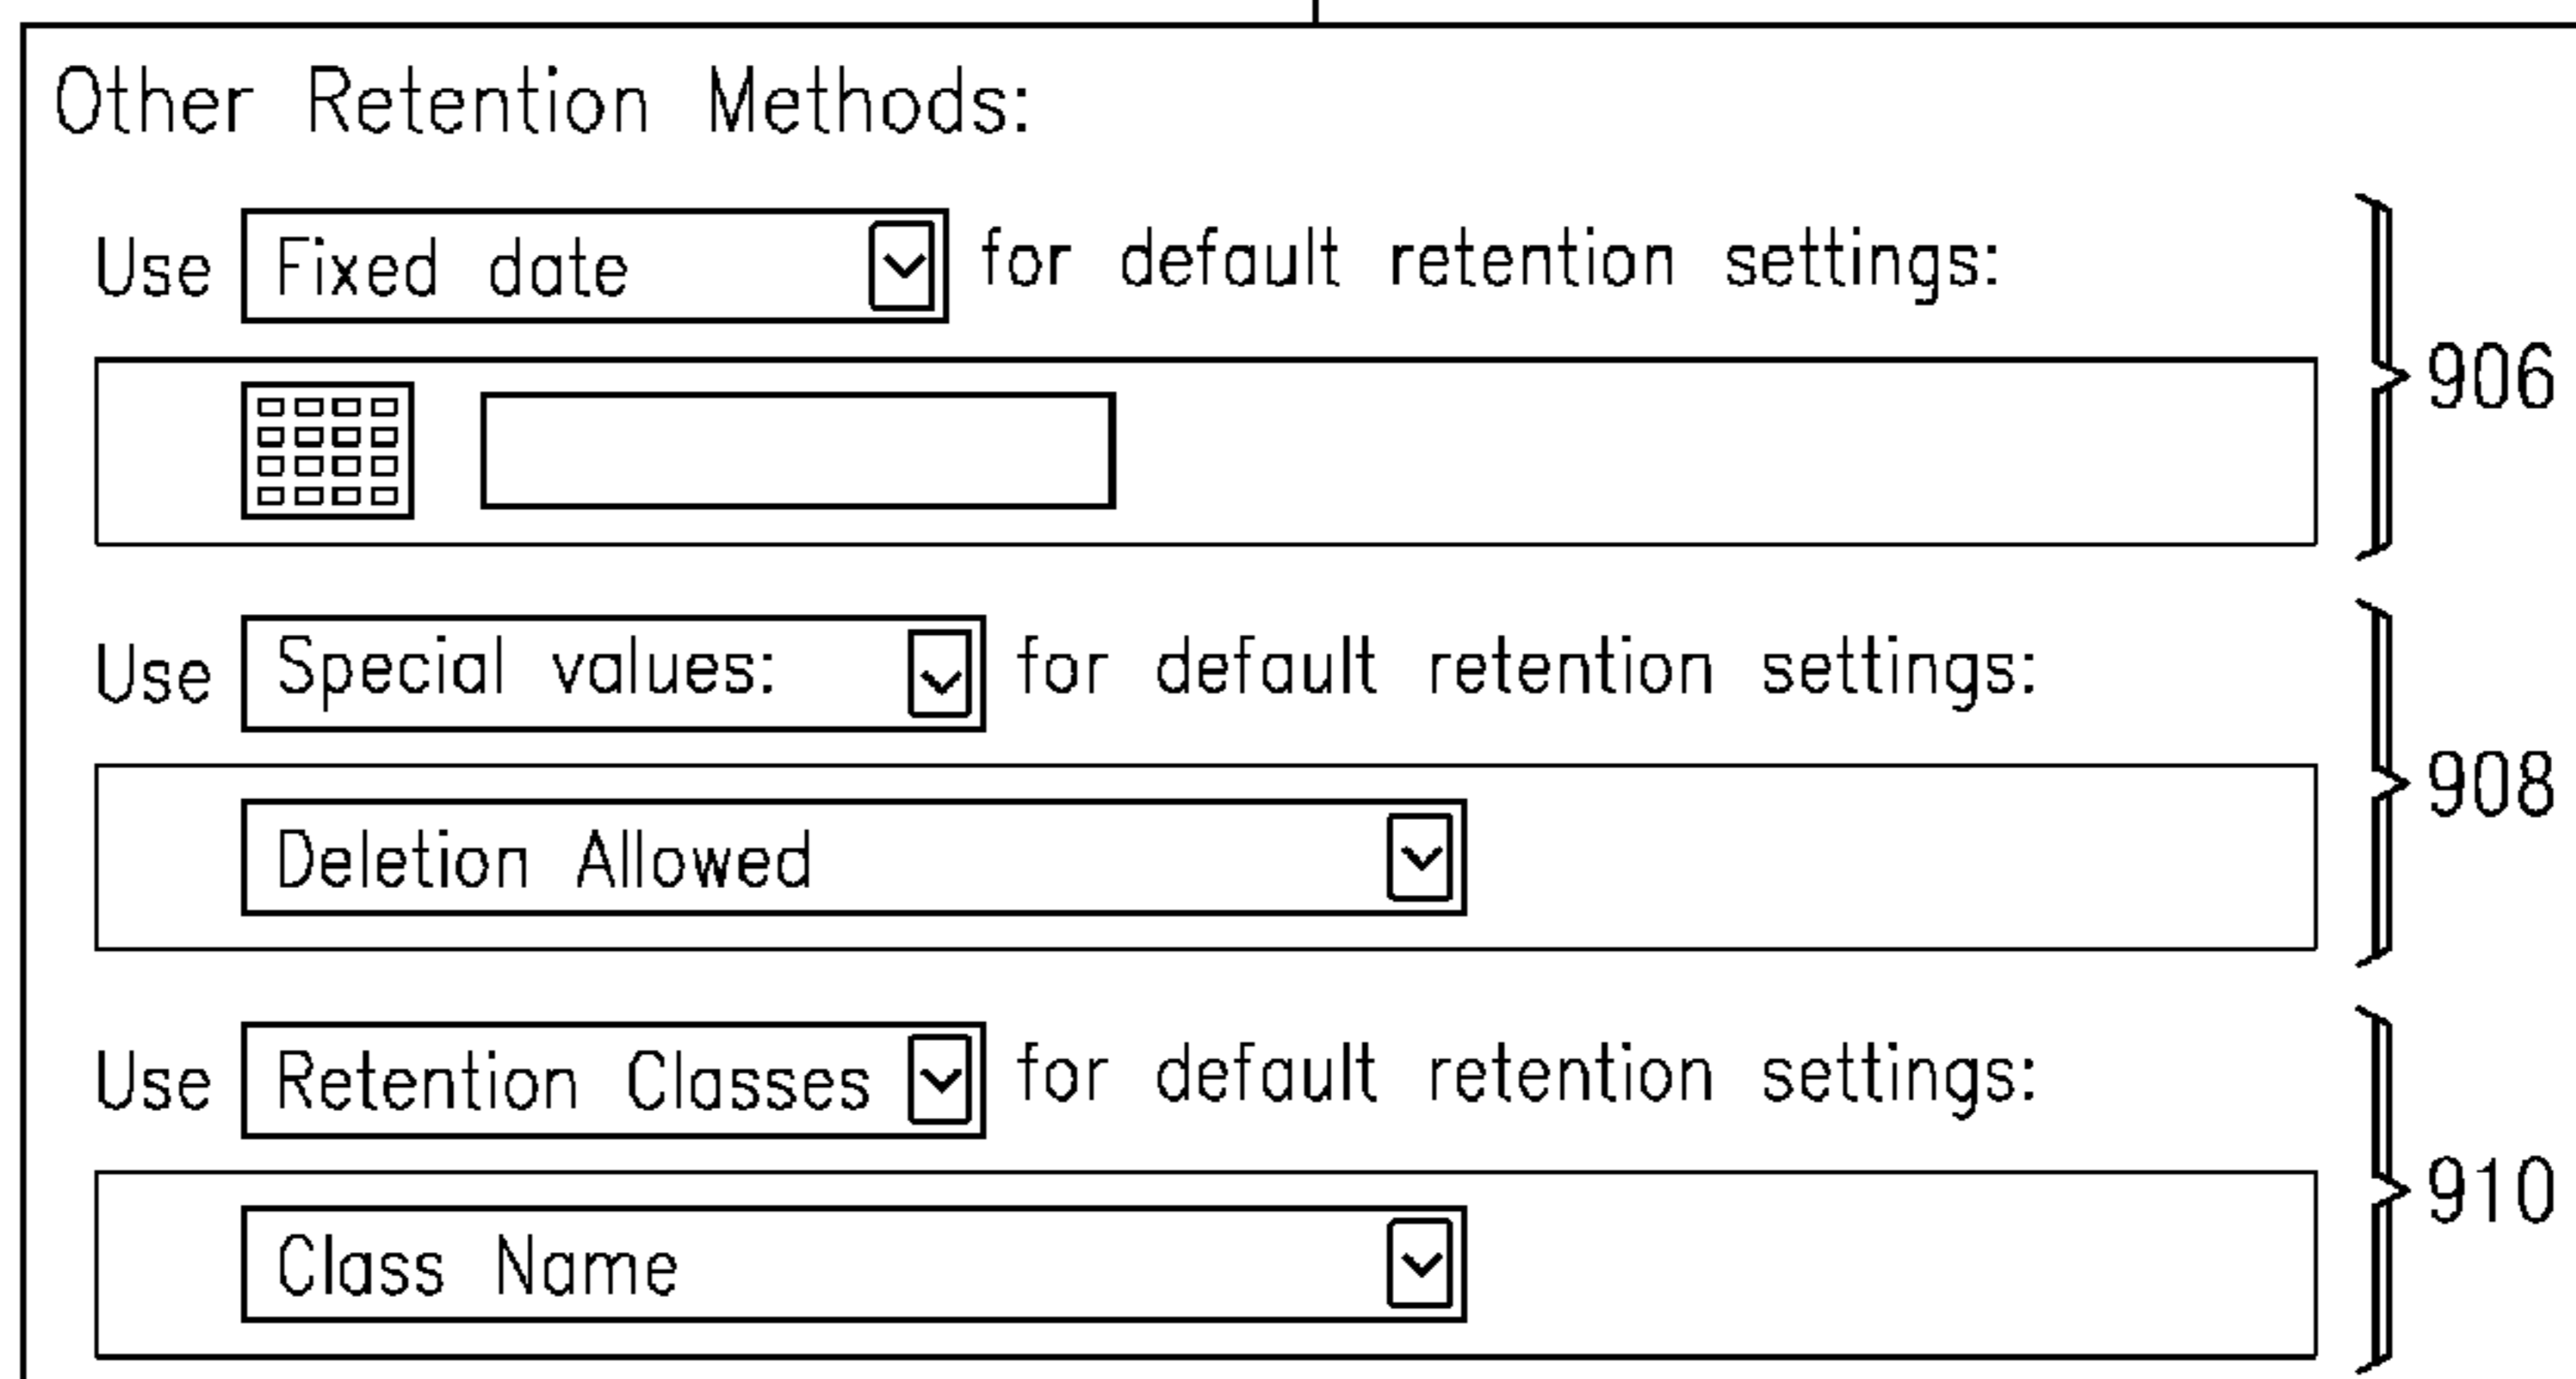 Other Retention Methods:
Use Fixed date for default retention settings:
906
Use Special values: for default retention settings:
Deletion Allowed
908
Use Retention Classes for default retention settings:
Class Name
910